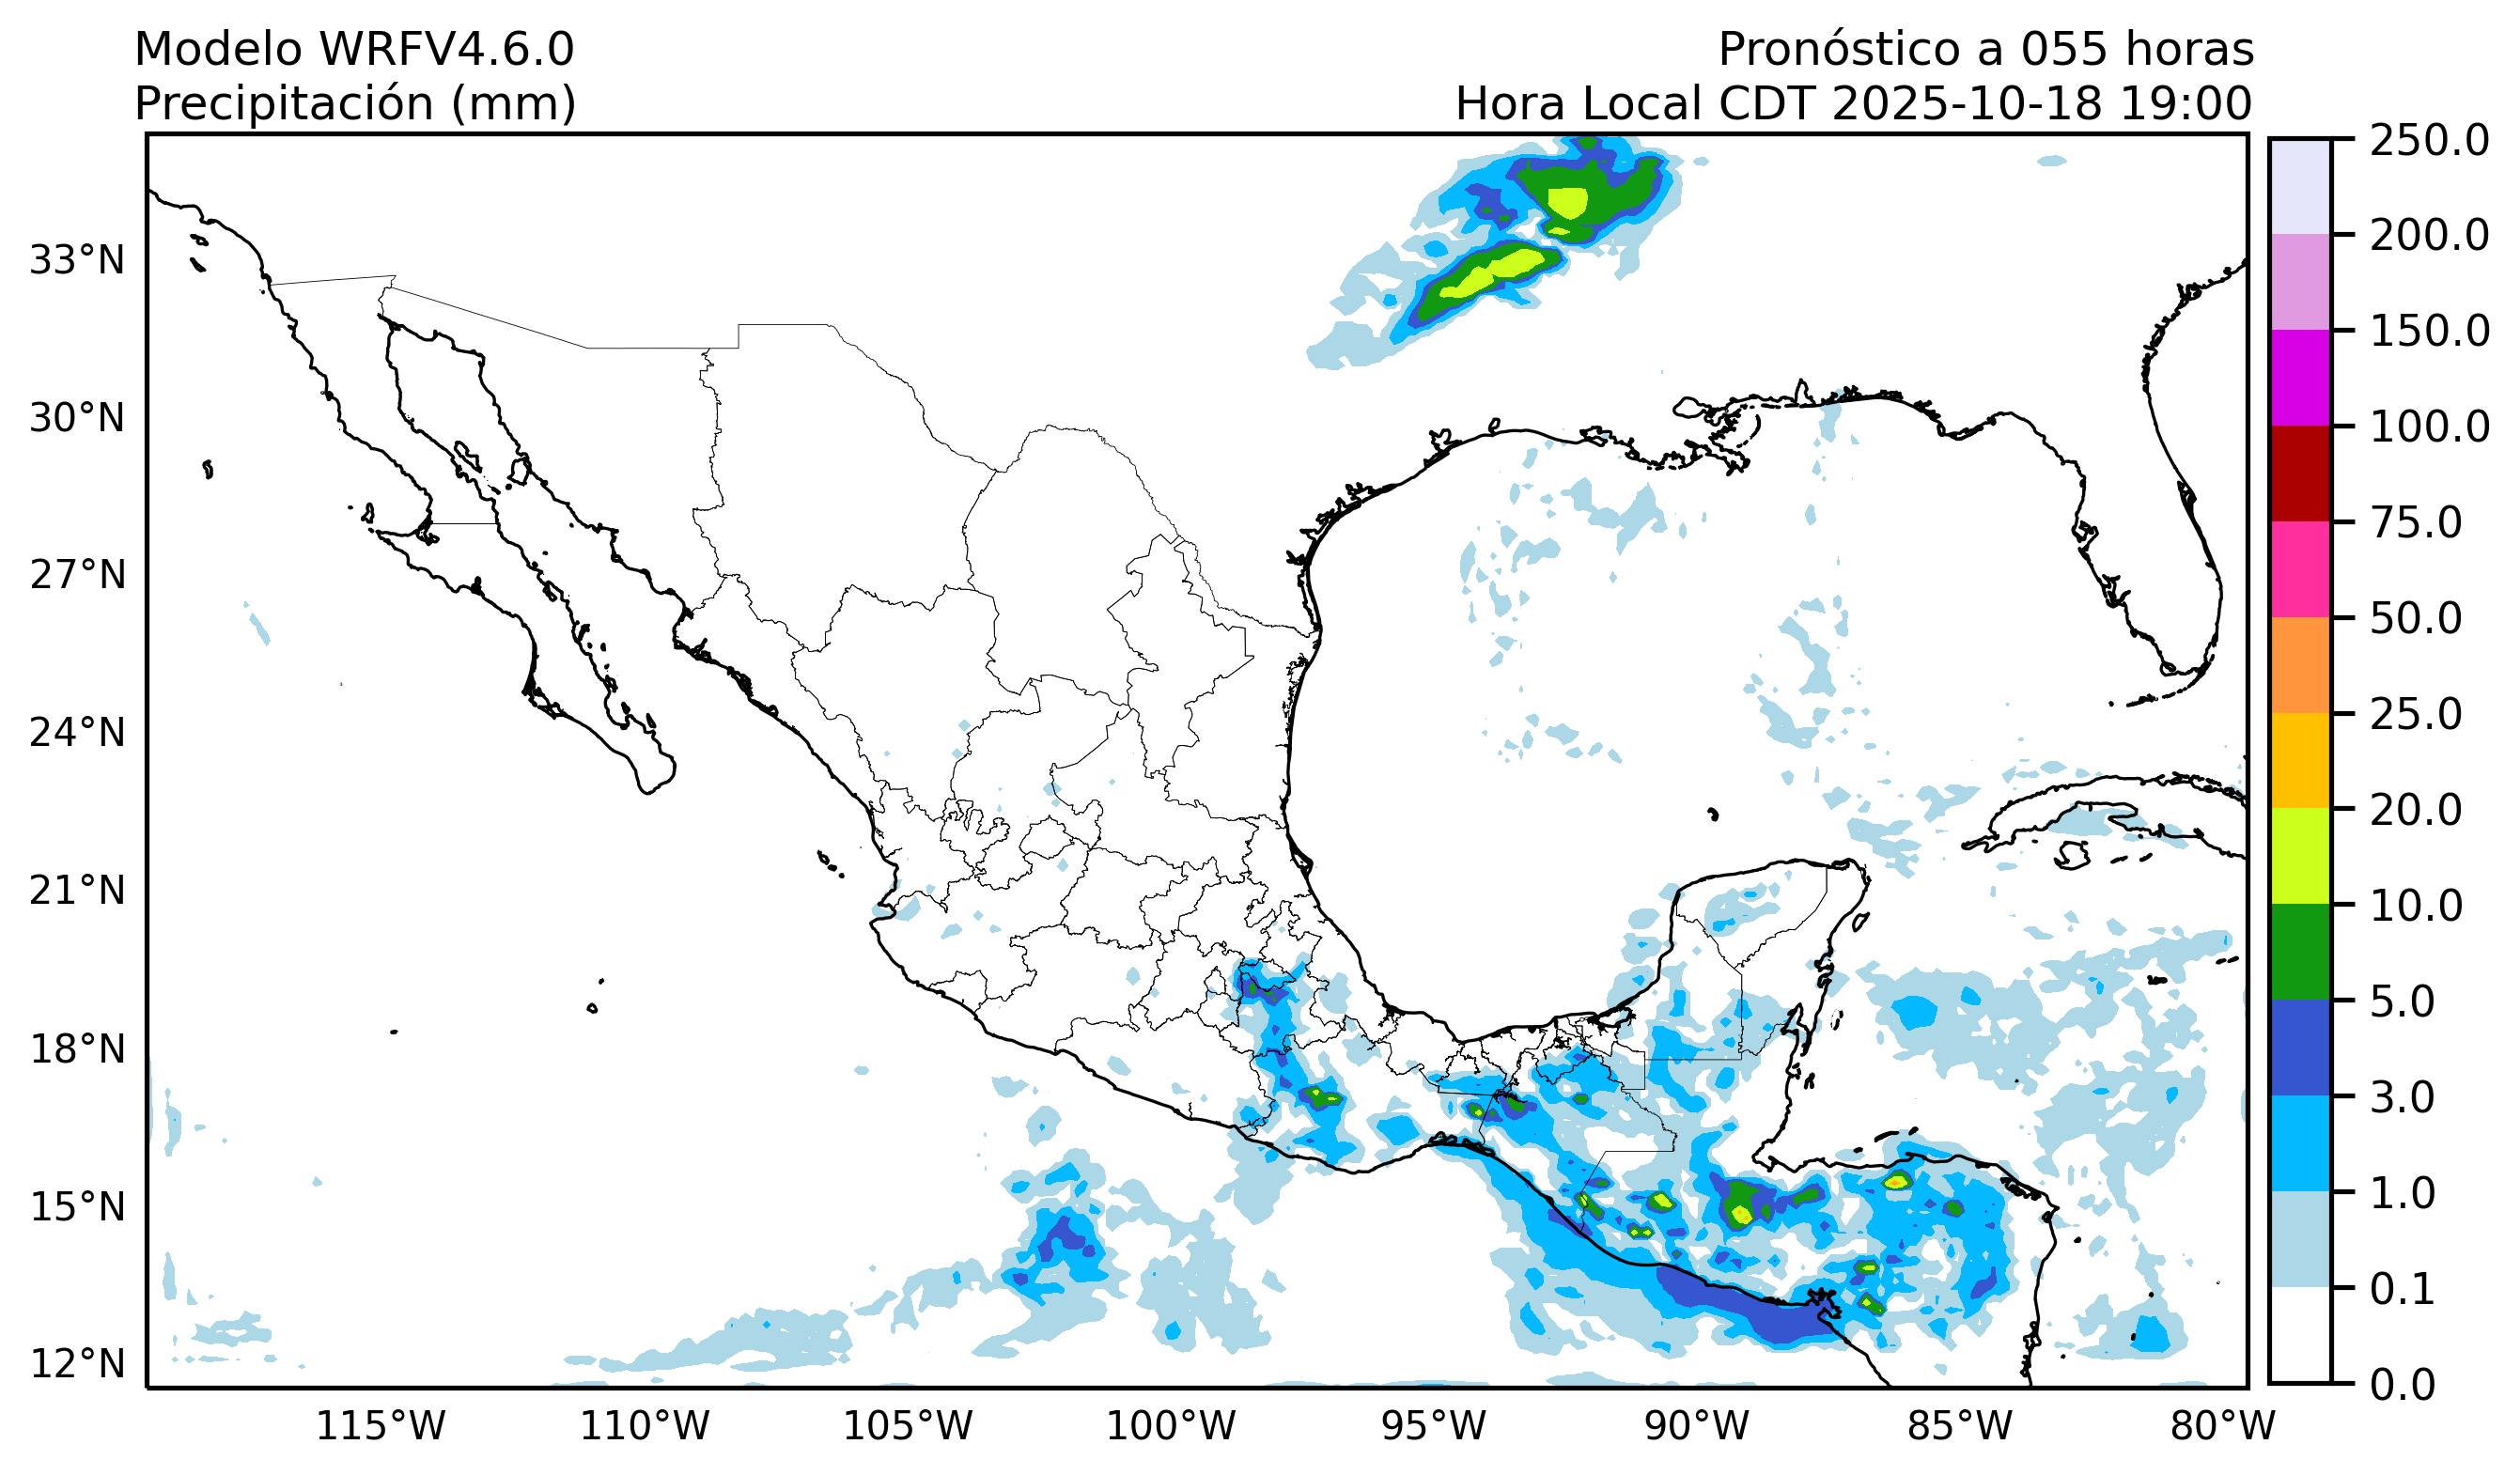 Modelo WRFV4.6.0
Precipitación (mm)
Pronóstico a 055 horas
Hora Local CDT 2025-10-18 19:00
33°N
30°N
27°N
24°N
21°N
18°N
15°N
12°N
115°W
110°W
105°W
100°W
95°W
90°W
85°W
80°W
250.0
200.0
150.0
100.0
75.0
50.0
25.0
20.0
10.0
5.0
3.0
1.0
0.1
0.0